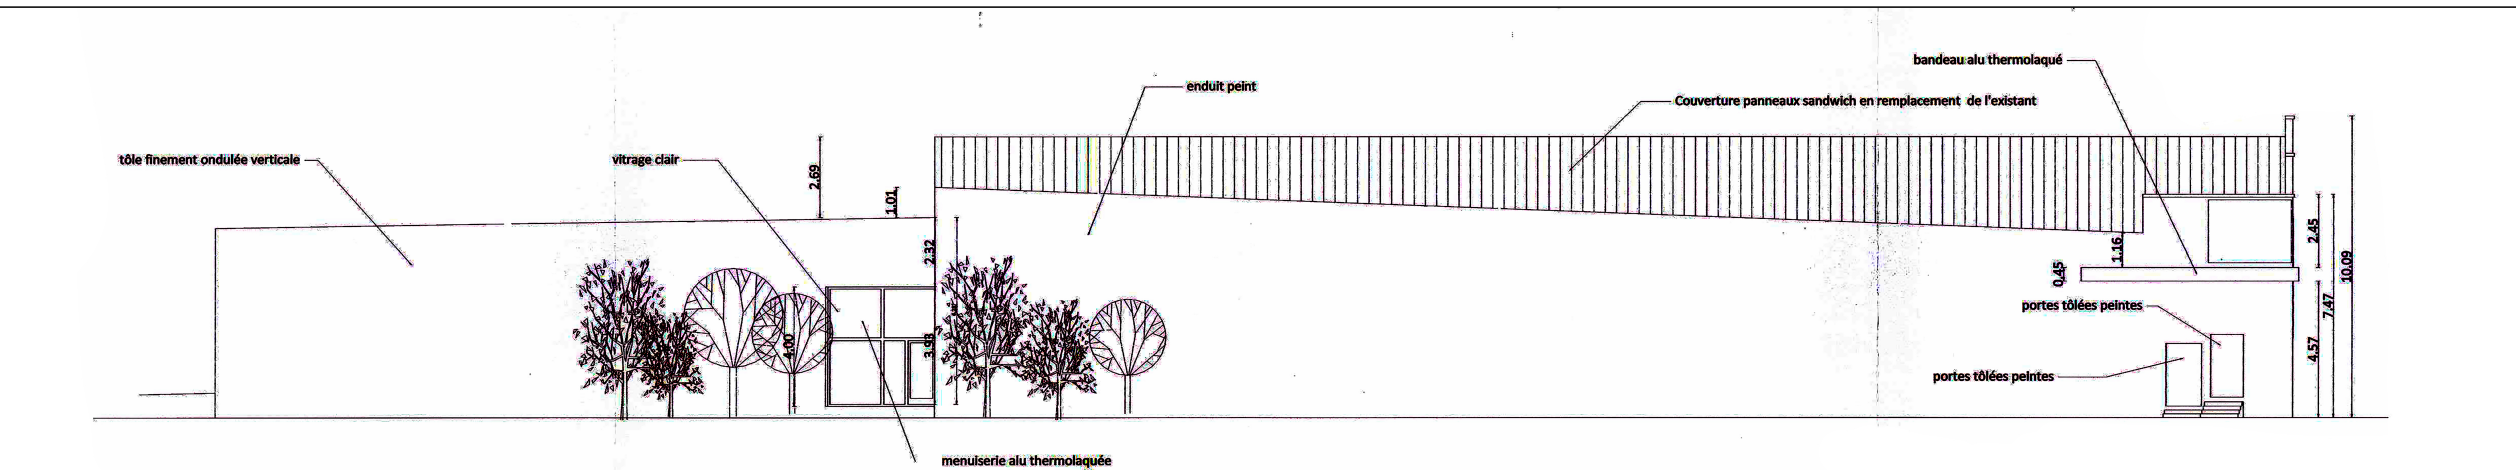 bandeau alu thermolaqué
enduit peint
Couverture panneaux sandwich en remplacement de l'existant
tôle finement ondulée verticale
vitrage clair
2.69
1.01
2.32
4.00
3.93
1.16
0.45
2.45
10.09
7.47
4.57
portes tôlées peintes
portes tôlées peintes
menuiserie alu thermolaquée